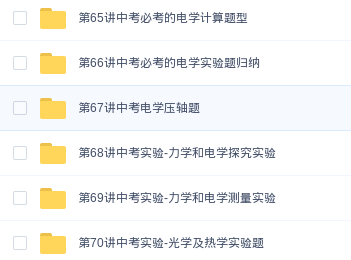 第65讲中考必考的电学计算题型
第66讲中考必考的电学实验题归纳
第67讲中考电学压轴题
第68讲中考实验-力学和电学探究实验
第69讲中考实验-力学和电学测量实验
第70讲中考实验-光学及热学实验题